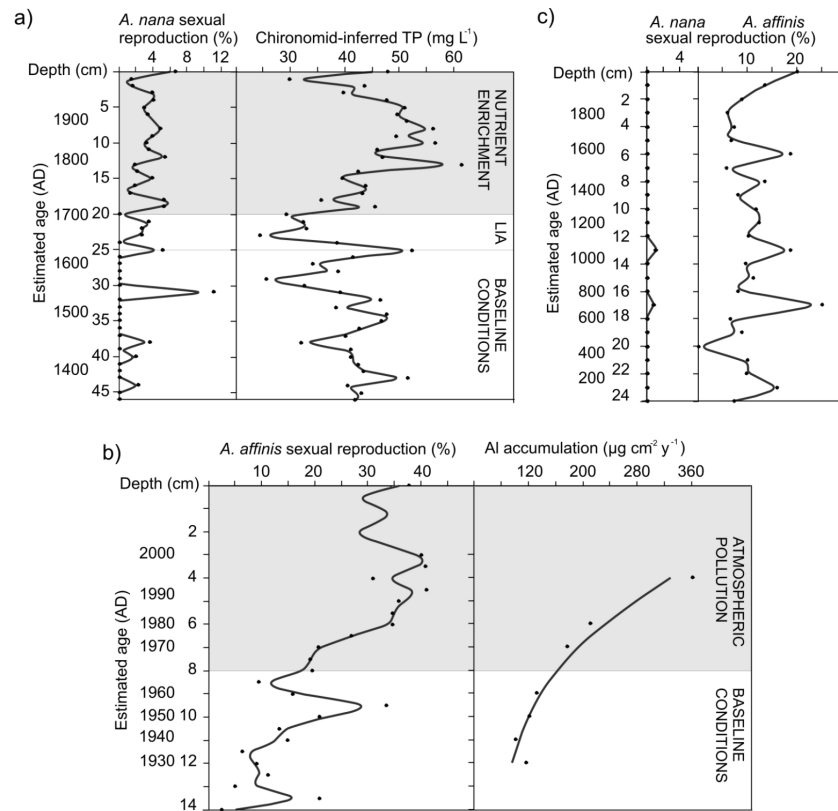 a)
A. nana sexual
reproduction (%)
Chironomid-inferred TP (mg L⁻¹)
Depth (cm)
4 8 12
30 40 50 60
Estimated age (AD)
1900
1800
1700
1600
1500
1400
5
10
15
20
25
30
35
40
45
NUTRIENT
ENRICHMENT
LIA
BASELINE
CONDITIONS
c)
A. nana A. affinis
sexual reproduction (%)
Depth (cm)
4
10 20
Estimated age (AD)
1800
1600
1400
1200
1000
800
600
400
200
2
4
6
8
10
12
14
16
18
20
22
24
b)
A. affinis sexual reproduction (%)
Al accumulation (µg cm⁻² y⁻¹)
Depth (cm)
10 20 30 40
120 240 360
Estimated age (AD)
2000
1990
1980
1970
1960
1950
1940
1930
2
4
6
8
10
12
14
ATMOSPHERIC
POLLUTION
BASELINE
CONDITIONS